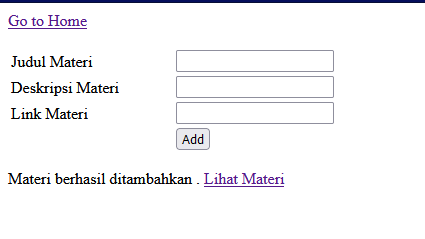 Go to Home
Judul Materi
Deskripsi Materi
Link Materi
Add
Materi berhasil ditambahkan . Lihat Materi